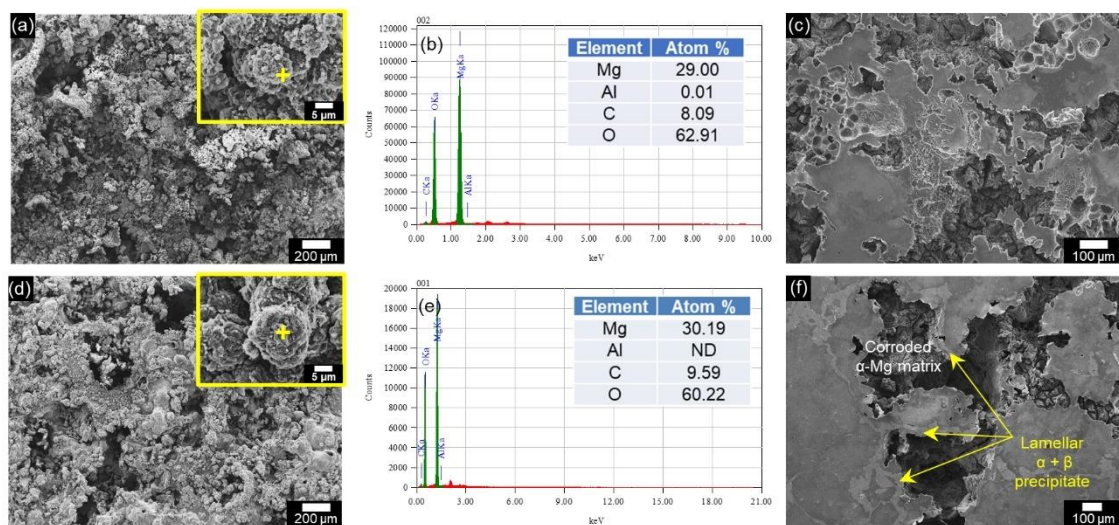 (a)
5 µm
200 µm
(b)
002
120000
110000
100000
90000
80000
70000
60000
50000
40000
30000
20000
10000
0
Counts
CKa
OKa
MgKa
AlKa
Element Atom %
Mg 29.00
Al 0.01
C 8.09
O 62.91
0.00 1.00 2.00 3.00 4.00 5.00 6.00 7.00 8.00 9.00 10.00
keV
(c)
100 µm
(d)
5 µm
200 µm
(e)
001
20000
18000
16000
14000
12000
10000
8000
6000
4000
2000
0
Counts
CKa
OKa
MgKa
AlKa
Element Atom %
Mg 30.19
Al ND
C 9.59
O 60.22
0.00 3.00 6.00 9.00 12.00 15.00 18.00 21.00
keV
(f)
Corroded
α-Mg matrix
Lamellar
α + β
precipitate
100 µm